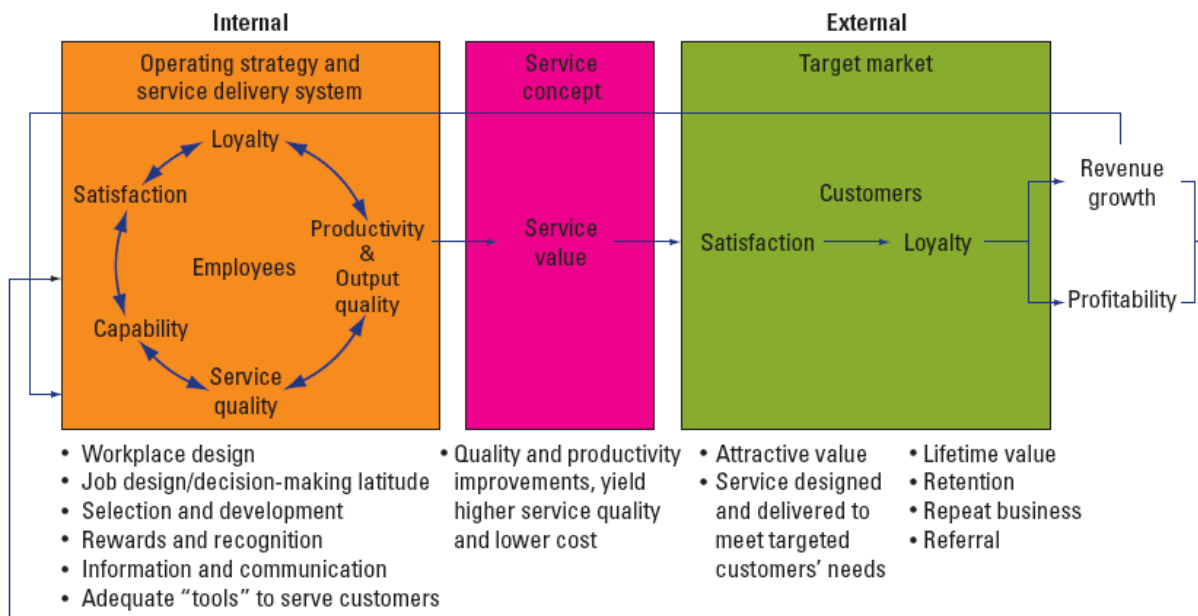 Internal
External
Operating strategy and
service delivery system
Service
concept
Target market
Loyalty
Satisfaction
Productivity
&
Output
quality
Employees
Capability
Service
quality
Service
value
Customers
Satisfaction
Loyalty
Revenue
growth
Profitability
• Workplace design
• Job design/decision-making latitude
• Selection and development
• Rewards and recognition
• Information and communication
• Adequate “tools” to serve customers
• Quality and productivity
improvements, yield
higher service quality
and lower cost
• Attractive value
• Service designed
and delivered to
meet targeted
customers’ needs
• Lifetime value
• Retention
• Repeat business
• Referral